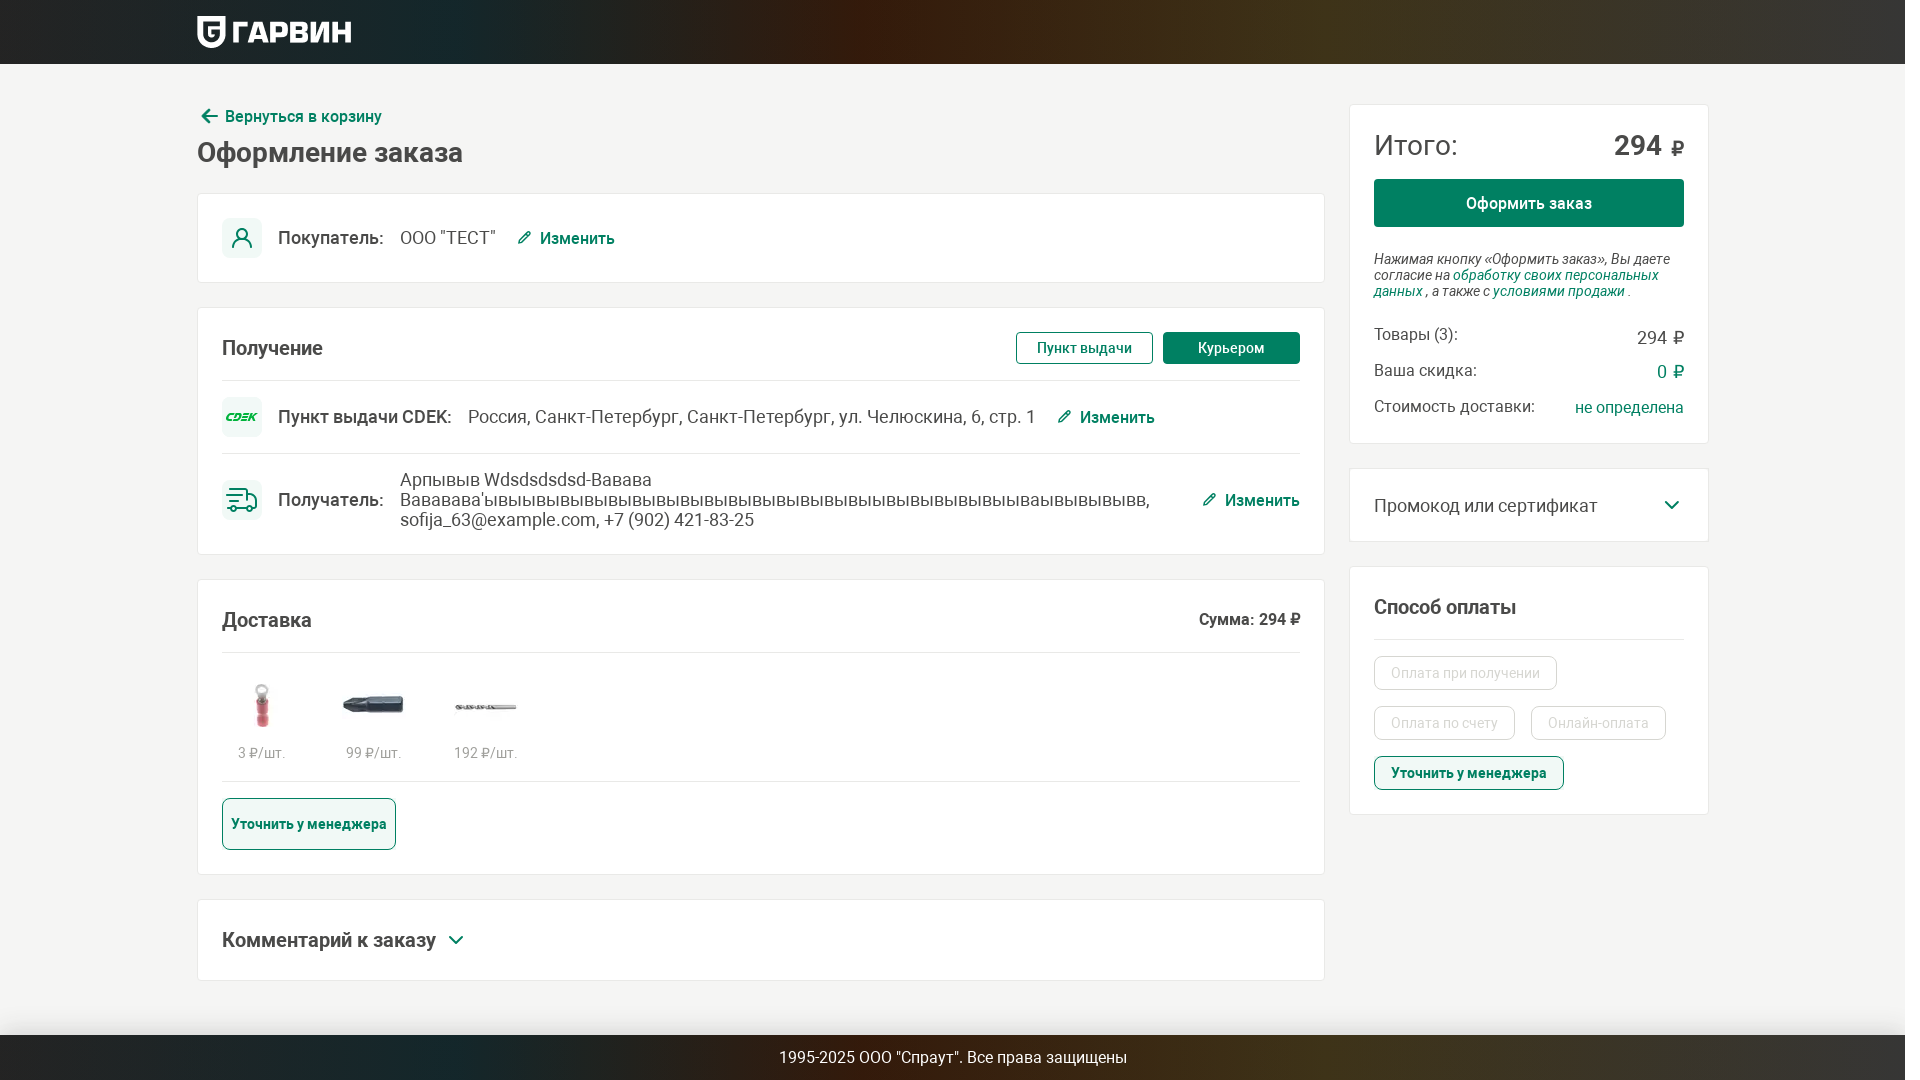 ГАРВИН
Вернуться в корзину
Оформление заказа
Покупатель: ООО "ТЕСТ" Изменить
Получение
Пункт выдачи
Курьером
CDEK
Пункт выдачи CDEK: Россия, Санкт-Петербург, Санкт-Петербург, ул. Челюскина, 6, стр. 1 Изменить
Арпывыв Wdsdsdsdsd-Вавава
Получатель:
sofija_63@example.com, +7 (902) 421-83-25
Изменить
Доставка
Сумма: 294 ₽
3 ₽/шт.
99 ₽/шт.
192 ₽/шт.
Уточнить у менеджера
Комментарий к заказу
Итого: 294 ₽
Оформить заказ
Нажимая кнопку «Оформить заказ», Вы даете
согласие на обработку своих персональных
данных , а также с условиями продажи .
Товары (3): 294 ₽
Ваша скидка: 0 ₽
Стоимость доставки: не определена
Промокод или сертификат
Способ оплаты
Оплата при получении
Оплата по счету
Онлайн-оплата
Уточнить у менеджера
1995-2025 ООО "Спраут". Все права защищены